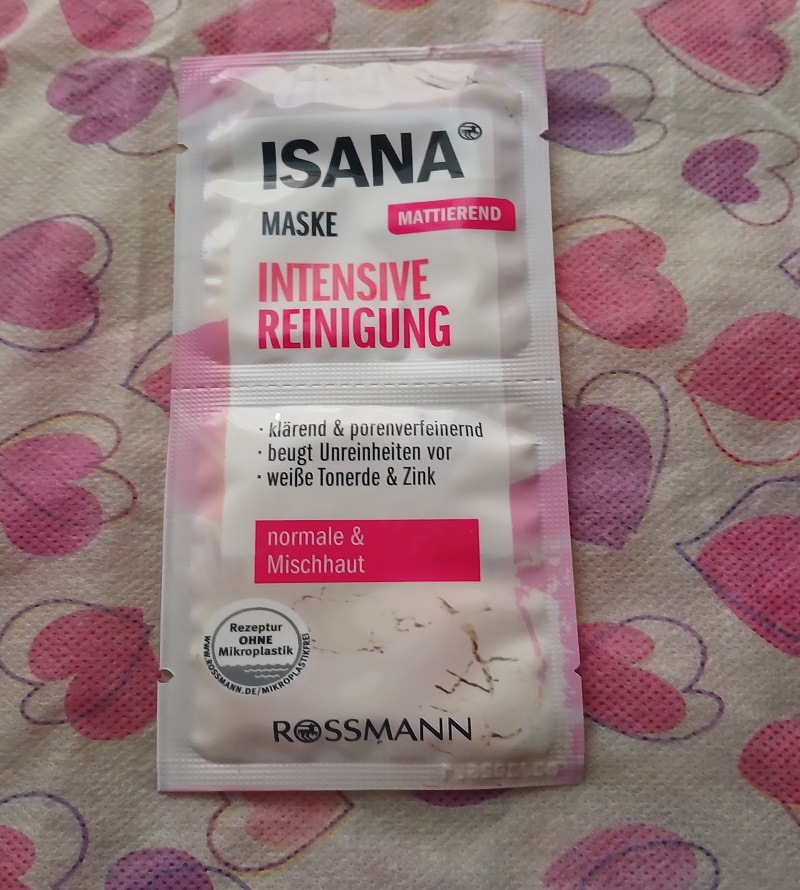 ISANA
MASKE
MATTIEREND
INTENSIVE
REINIGUNG
· klärend & porenverfeinernd
· beugt Unreinheiten vor
· weiße Tonerde & Zink
normale &
Mischhaut
Rezeptur
OHNE
Mikroplastik
WWW.ROSSMANN.DE/MIKROPLASTIKFREI
ROSSMANN